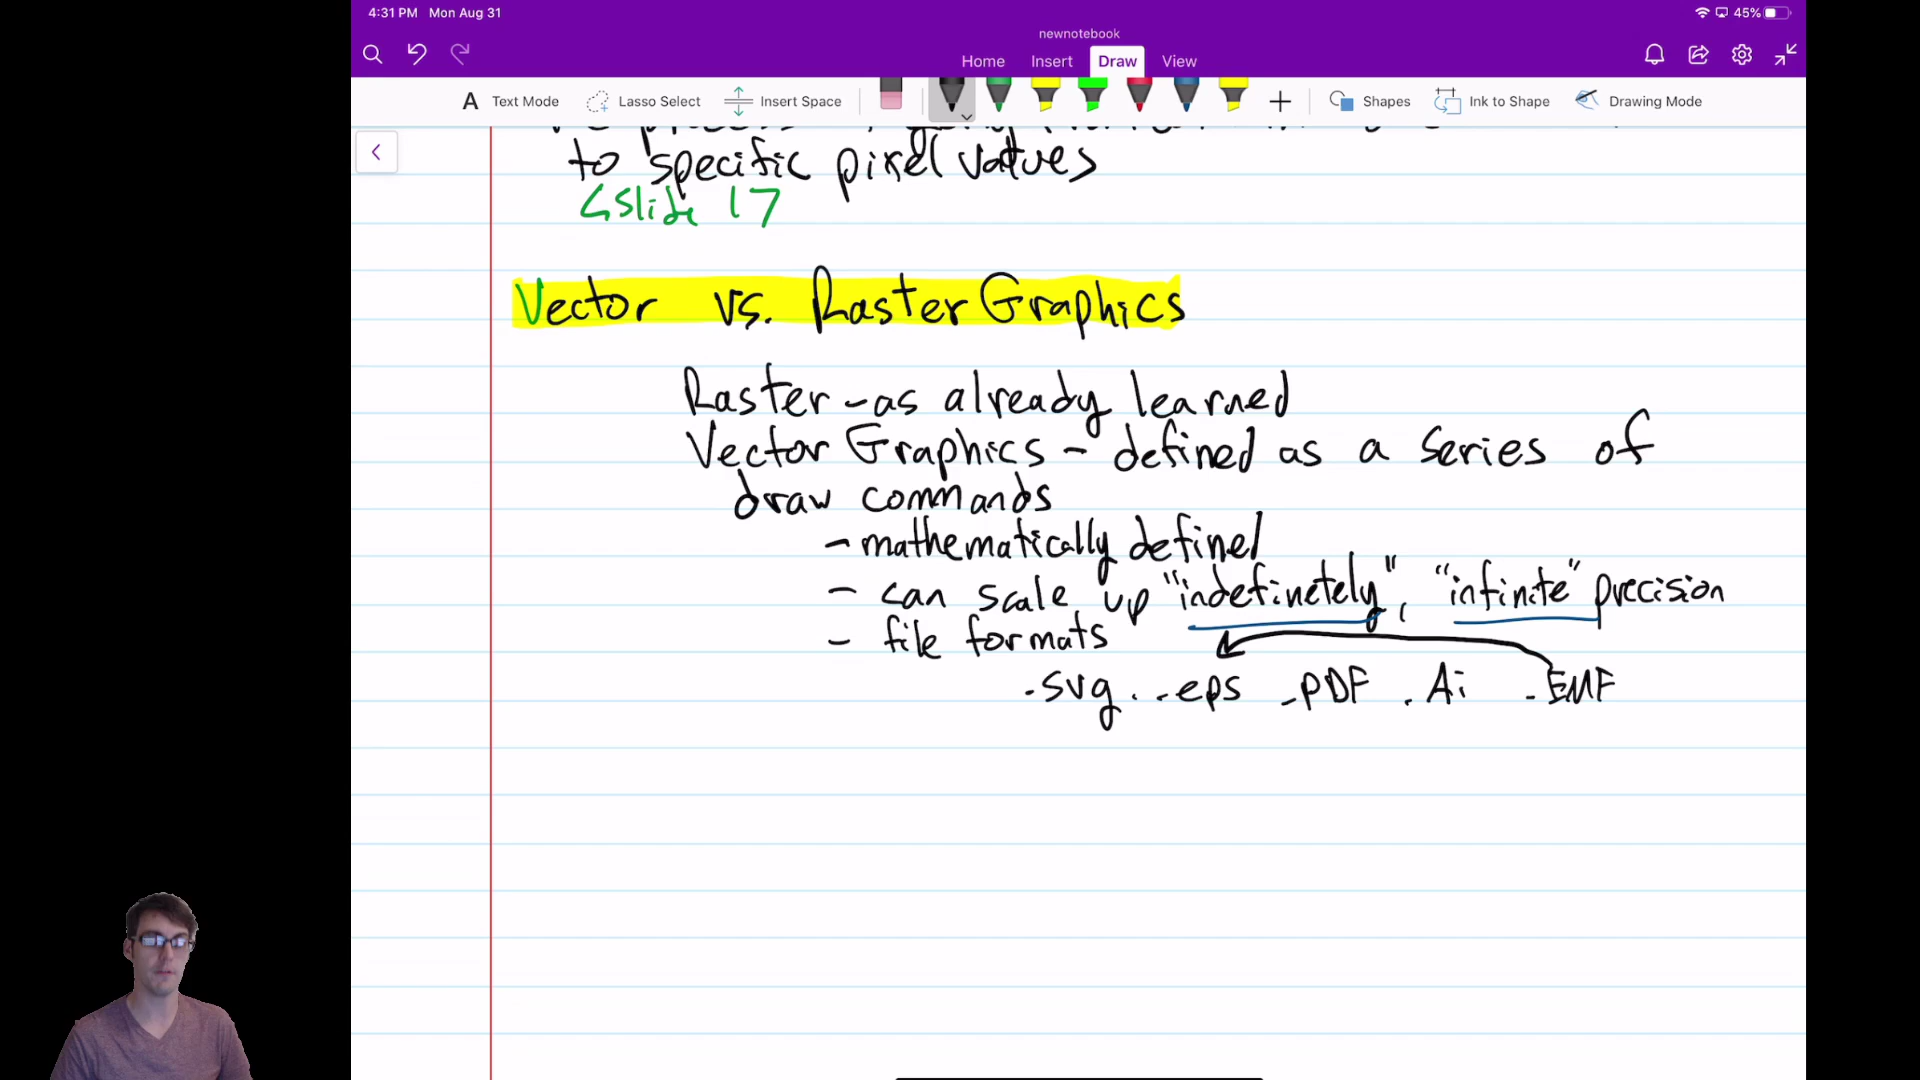 4:31 PM Mon Aug 31
45%
newnotebook
Home Insert Draw View
A Text Mode Lasso Select Insert Space Shapes Ink to Shape Drawing Mode
to specific pixel values
Slide 17
Vector vs. Raster Graphics
Raster - as already learned
Vector Graphics - defined as a series of
draw commands
- mathematically defined
- can scale up "indefinetely", "infinite" precision
- file formats
.svg .eps .PDF .Ai .EMF